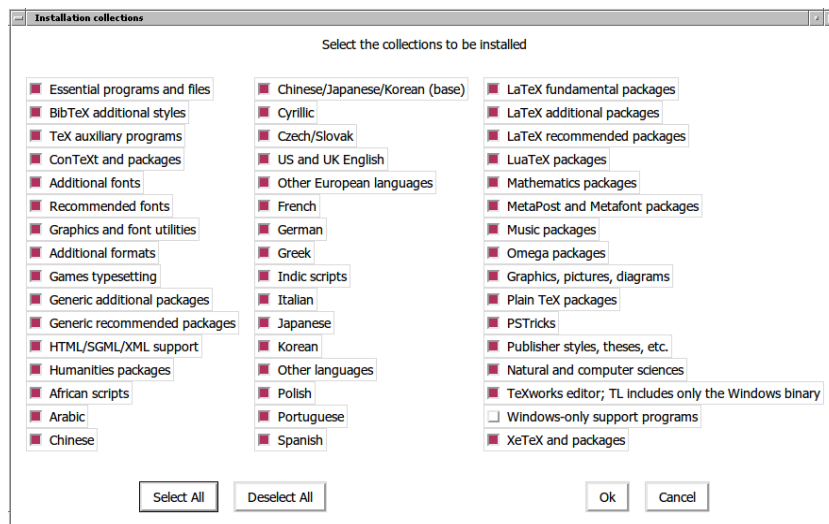 Installation collections
Select the collections to be installed
Essential programs and files
BibTeX additional styles
TeX auxiliary programs
ConTeXt and packages
Additional fonts
Recommended fonts
Graphics and font utilities
Additional formats
Games typesetting
Generic additional packages
Generic recommended packages
HTML/SGML/XML support
Humanities packages
African scripts
Arabic
Chinese
Chinese/Japanese/Korean (base)
Cyrillic
Czech/Slovak
US and UK English
Other European languages
French
German
Greek
Indic scripts
Italian
Japanese
Korean
Other languages
Polish
Portuguese
Spanish
LaTeX fundamental packages
LaTeX additional packages
LaTeX recommended packages
LuaTeX packages
Mathematics packages
MetaPost and Metafont packages
Music packages
Omega packages
Graphics, pictures, diagrams
Plain TeX packages
PSTricks
Publisher styles, theses, etc.
Natural and computer sciences
TeXworks editor; TL includes only the Windows binary
Windows-only support programs
XeTeX and packages
Select All
Deselect All
Ok
Cancel